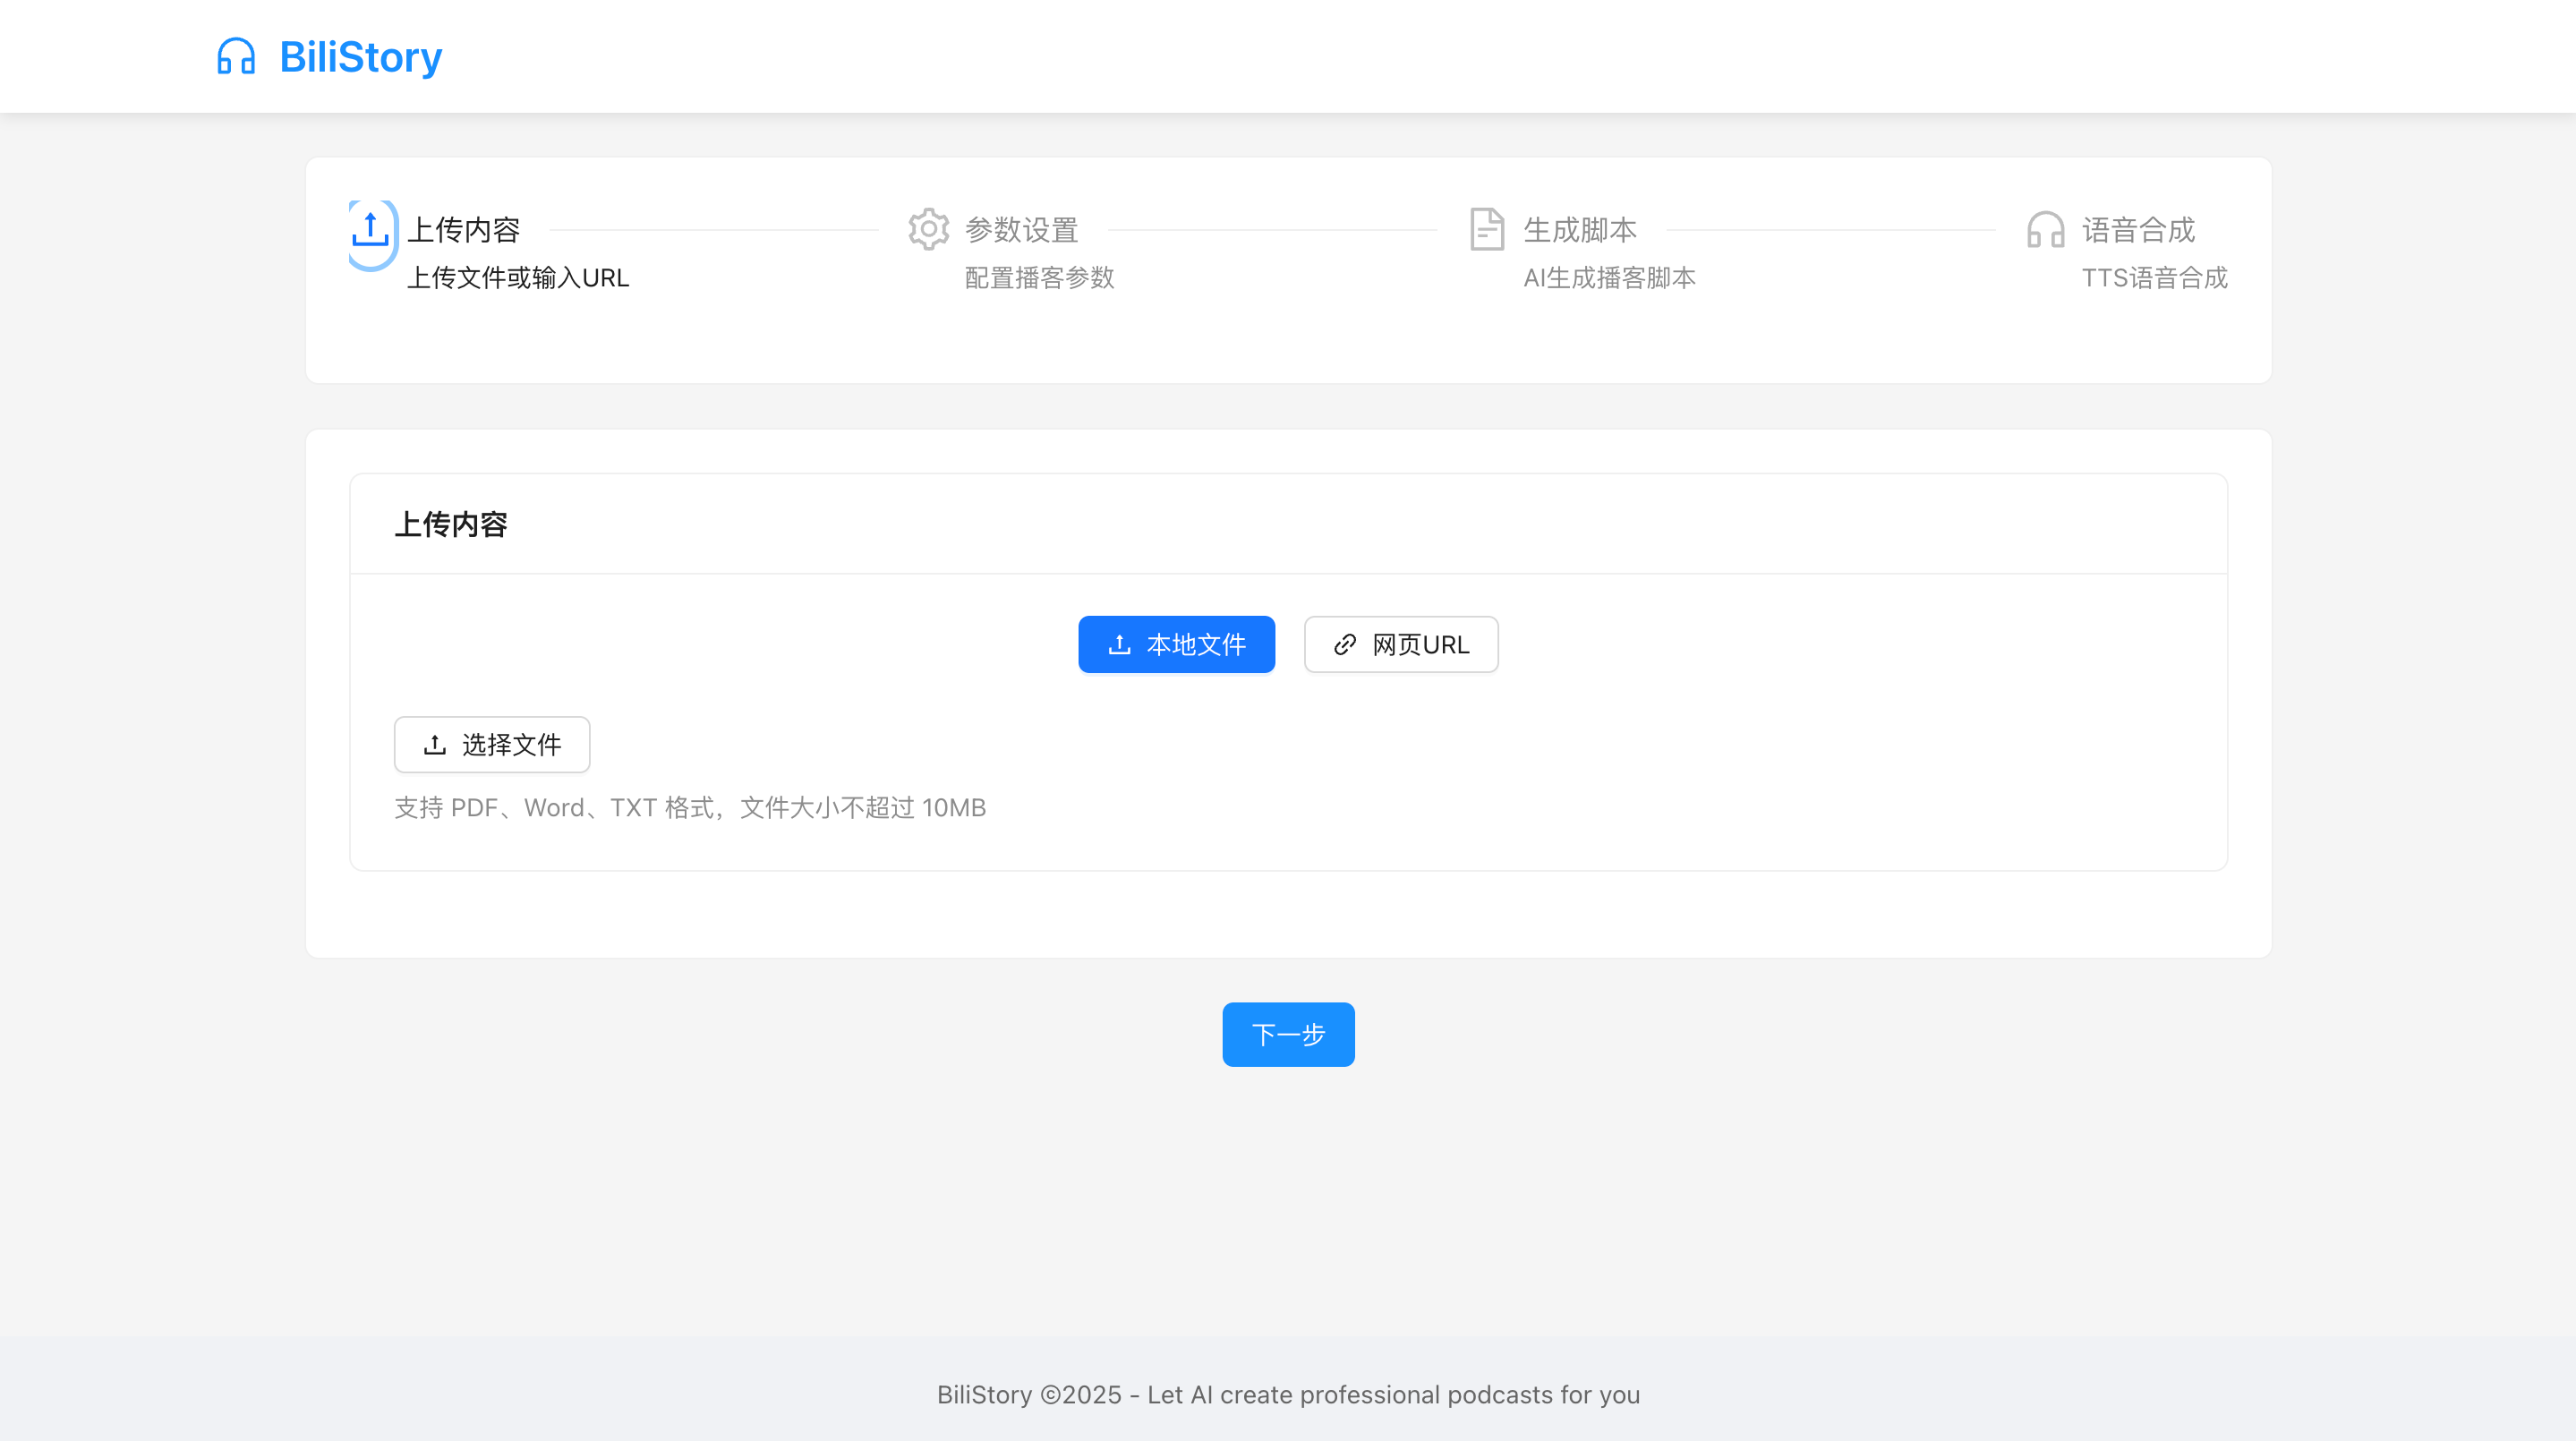 BiliStory
上传内容
上传文件或输入URL
参数设置
配置播客参数
生成脚本
AI生成播客脚本
语音合成
TTS语音合成
上传内容
本地文件
网页URL
选择文件
支持 PDF、Word、TXT 格式，文件大小不超过 10MB
下一步
BiliStory ©2025 - Let AI create professional podcasts for you